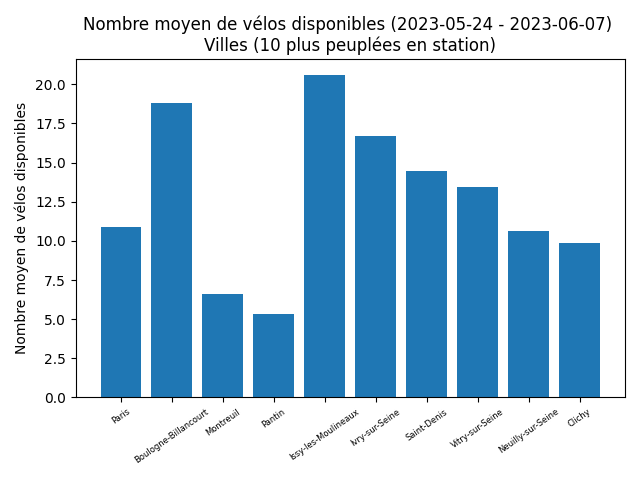 Nombre moyen de vélos disponibles (2023-05-24 - 2023-06-07)
Villes (10 plus peuplées en station)
Nombre moyen de vélos disponibles
20.0
17.5
15.0
12.5
10.0
7.5
5.0
2.5
0.0
Paris
Boulogne-Billancourt
Montreuil
Pantin
Issy-les-Moulineaux
Ivry-sur-Seine
Saint-Denis
Vitry-sur-Seine
Neuilly-sur-Seine
Clichy